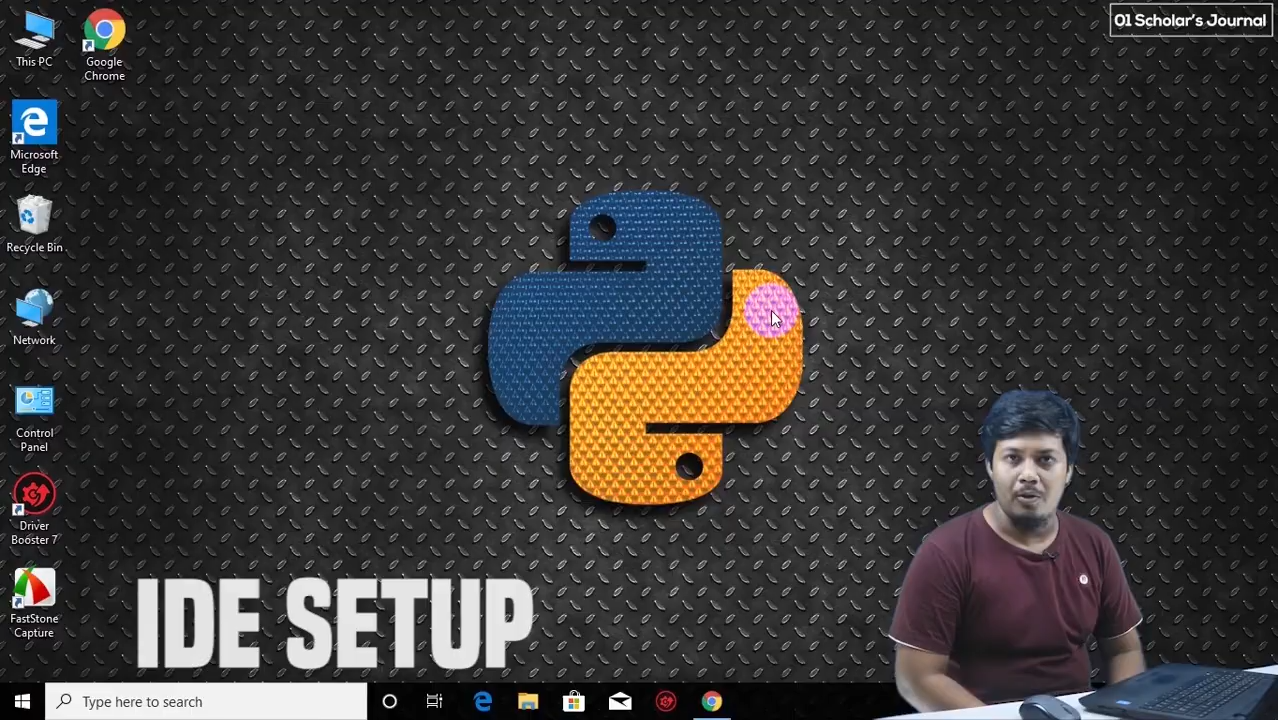 01 Scholar's Journal
This PC
Google
Chrome
Microsoft
Edge
Recycle Bin
Network
Control
Panel
Driver
Booster 7
FastStone
Capture
IDE SETUP
Type here to search